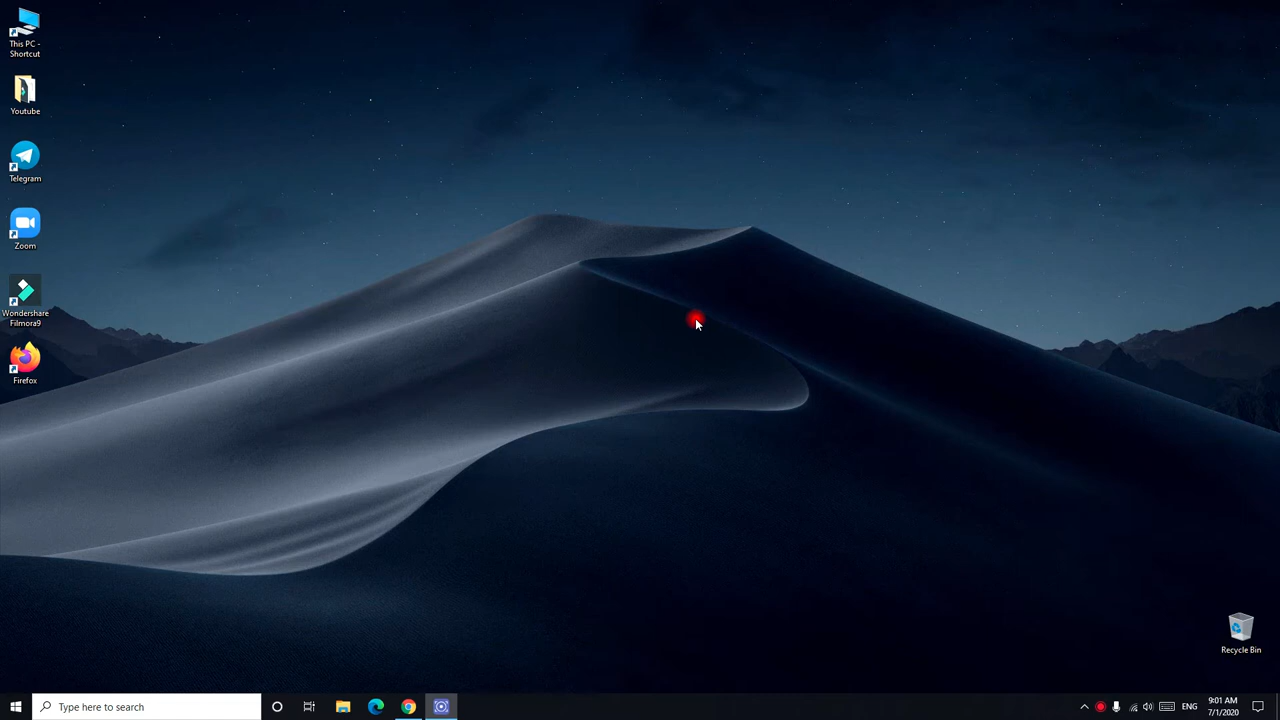 This PC -
Shortcut
Youtube
Telegram
Zoom
Wondershare
Filmora9
Firefox
Recycle Bin
Type here to search
ENG
9:01 AM
7/1/2020